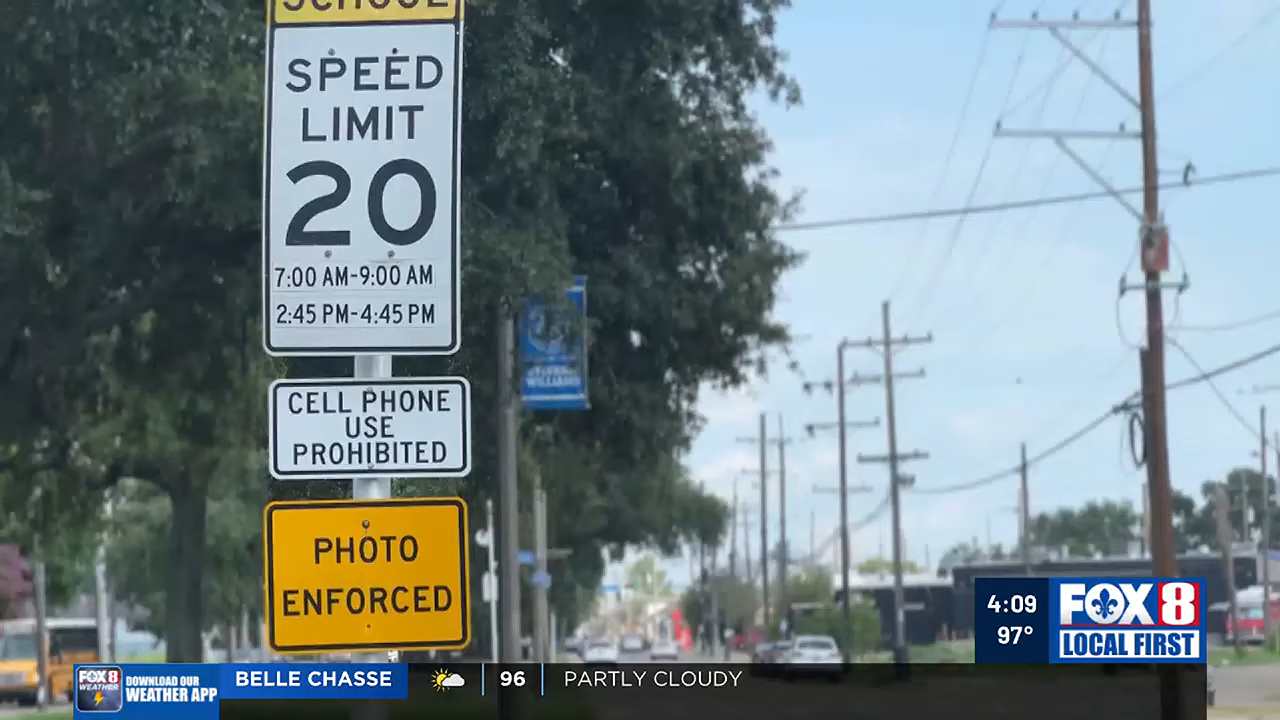 SCHOOL
SPEED
LIMIT
20
7:00 AM-9:00 AM
2:45 PM-4:45 PM
CELL PHONE
USE
PROHIBITED
PHOTO
ENFORCED
WILLIAMS
4:09
97°
FOX 8
LOCAL FIRST
FOX 8
WEATHER
DOWNLOAD OUR
WEATHER APP
BELLE CHASSE
96
PARTLY CLOUDY